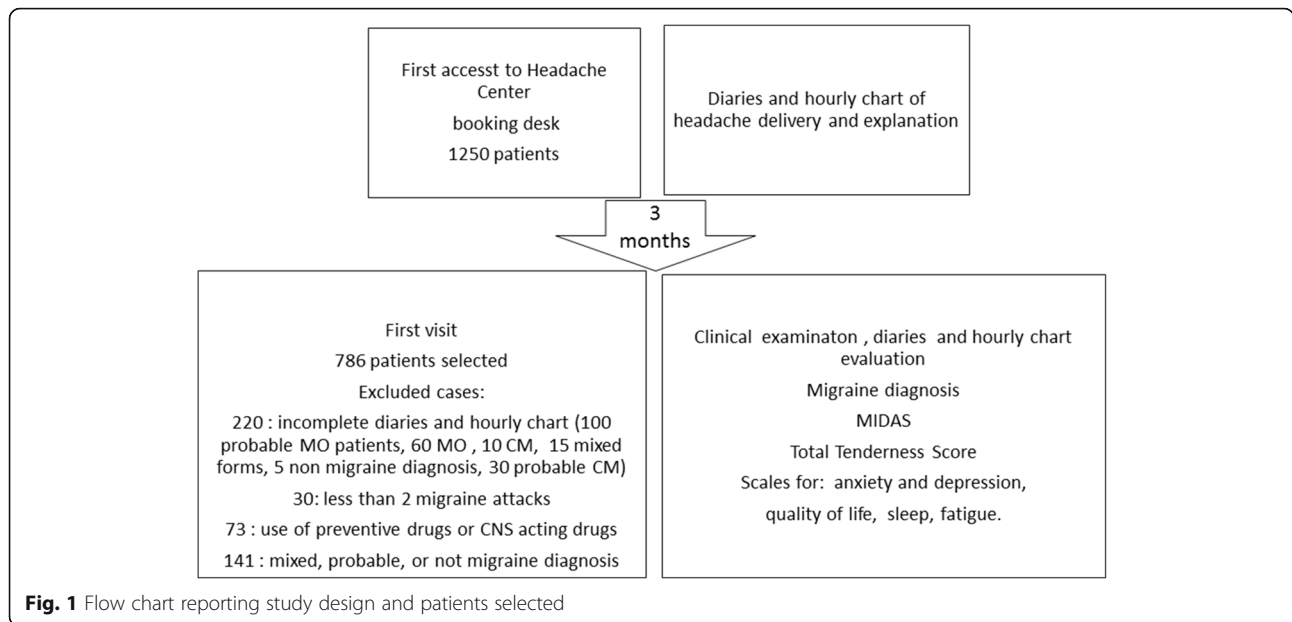 First accesst to Headache
Center
booking desk
1250 patients
Diaries and hourly chart of
headache delivery and explanation
3
months
First visit
786 patients selected
Excluded cases:
220 : incomplete diaries and hourly chart (100
probable MO patients, 60 MO , 10 CM, 15 mixed
forms, 5 non migraine diagnosis, 30 probable CM)
30: less than 2 migraine attacks
73 : use of preventive drugs or CNS acting drugs
141 : mixed, probable, or not migraine diagnosis
Clinical examinaton , diaries and hourly chart
evaluation
Migraine diagnosis
MIDAS
Total Tenderness Score
Scales for: anxiety and depression,
quality of life, sleep, fatigue.
Fig. 1 Flow chart reporting study design and patients selected